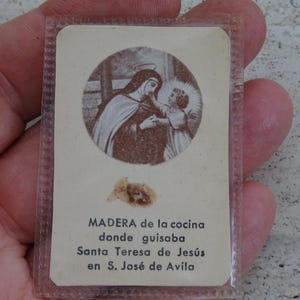 MADERA de la cocina
donde guisaba
Santa Teresa de Jesús
en S. José de Avila